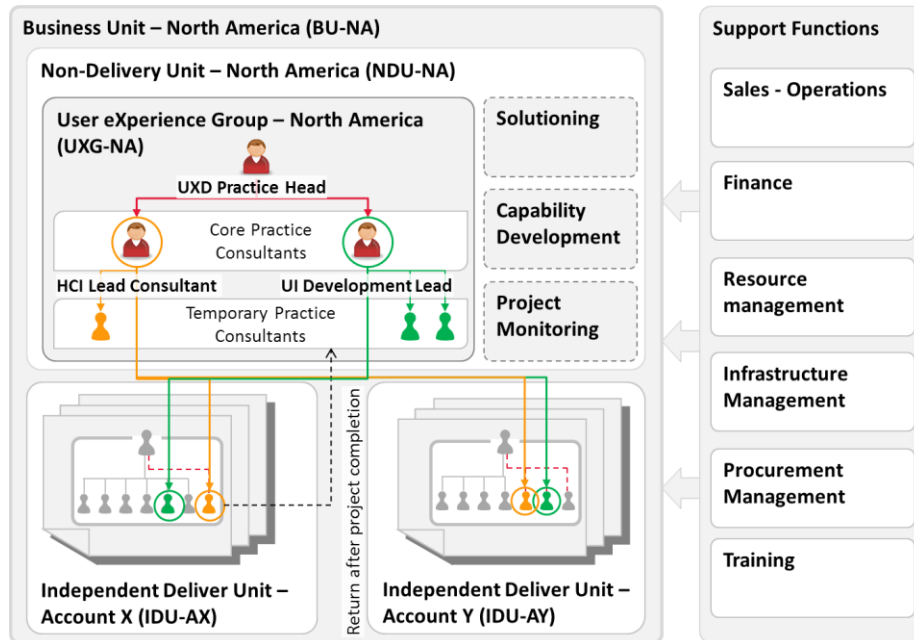 Business Unit – North America (BU-NA)
Non-Delivery Unit – North America (NDU-NA)
User eXperience Group – North America
(UXG-NA)
UXD Practice Head
Core Practice
Consultants
HCI Lead Consultant
UI Development Lead
Temporary Practice
Consultants
Solutioning
Capability
Development
Project
Monitoring
Return after project completion
Independent Deliver Unit –
Account X (IDU-AX)
Independent Deliver Unit –
Account Y (IDU-AY)
Support Functions
Sales - Operations
Finance
Resource
management
Infrastructure
Management
Procurement
Management
Training